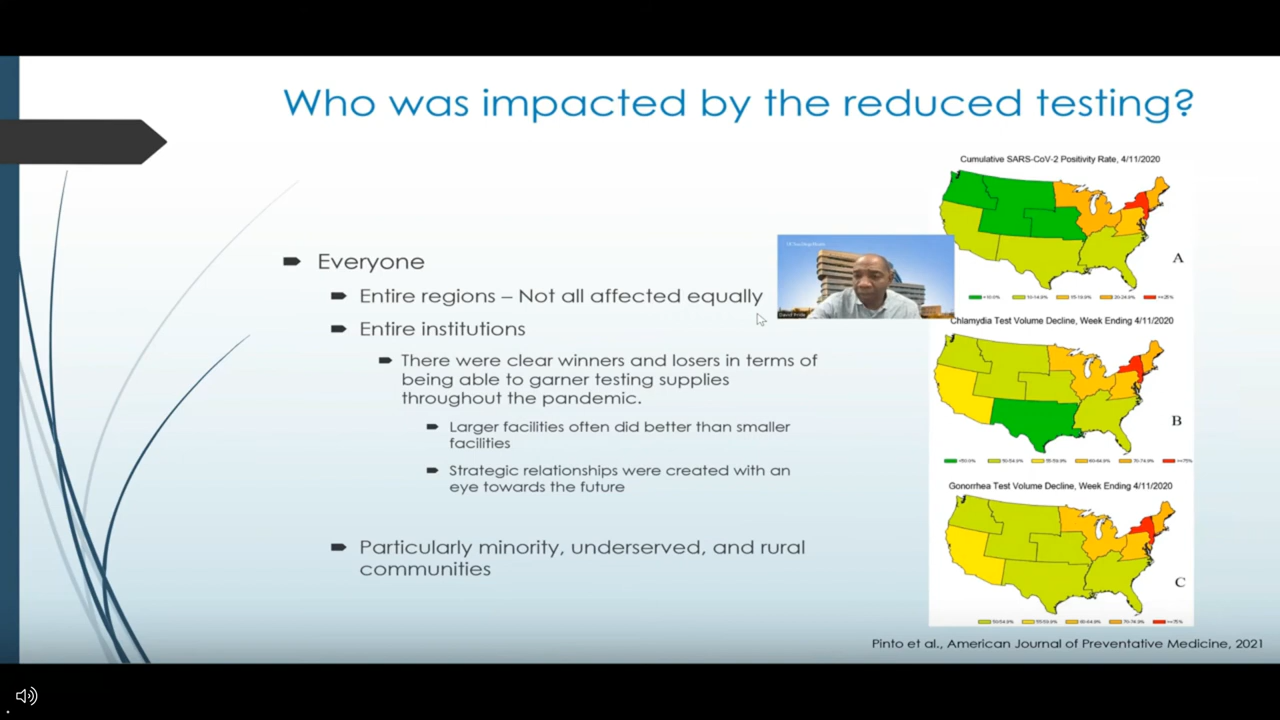 Who was impacted by the reduced testing?
Everyone
Entire regions – Not all affected equally
Entire institutions
There were clear winners and losers in terms of
being able to garner testing supplies
throughout the pandemic.
Larger facilities often did better than smaller
facilities
Strategic relationships were created with an
eye towards the future
Particularly minority, underserved, and rural
communities
Cumulative SARS-CoV-2 Positivity Rate, 4/11/2020
A
Chlamydia Test Volume Decline, Week Ending 4/11/2020
B
Gonorrhea Test Volume Decline, Week Ending 4/11/2020
C
Pinto et al., American Journal of Preventative Medicine, 2021